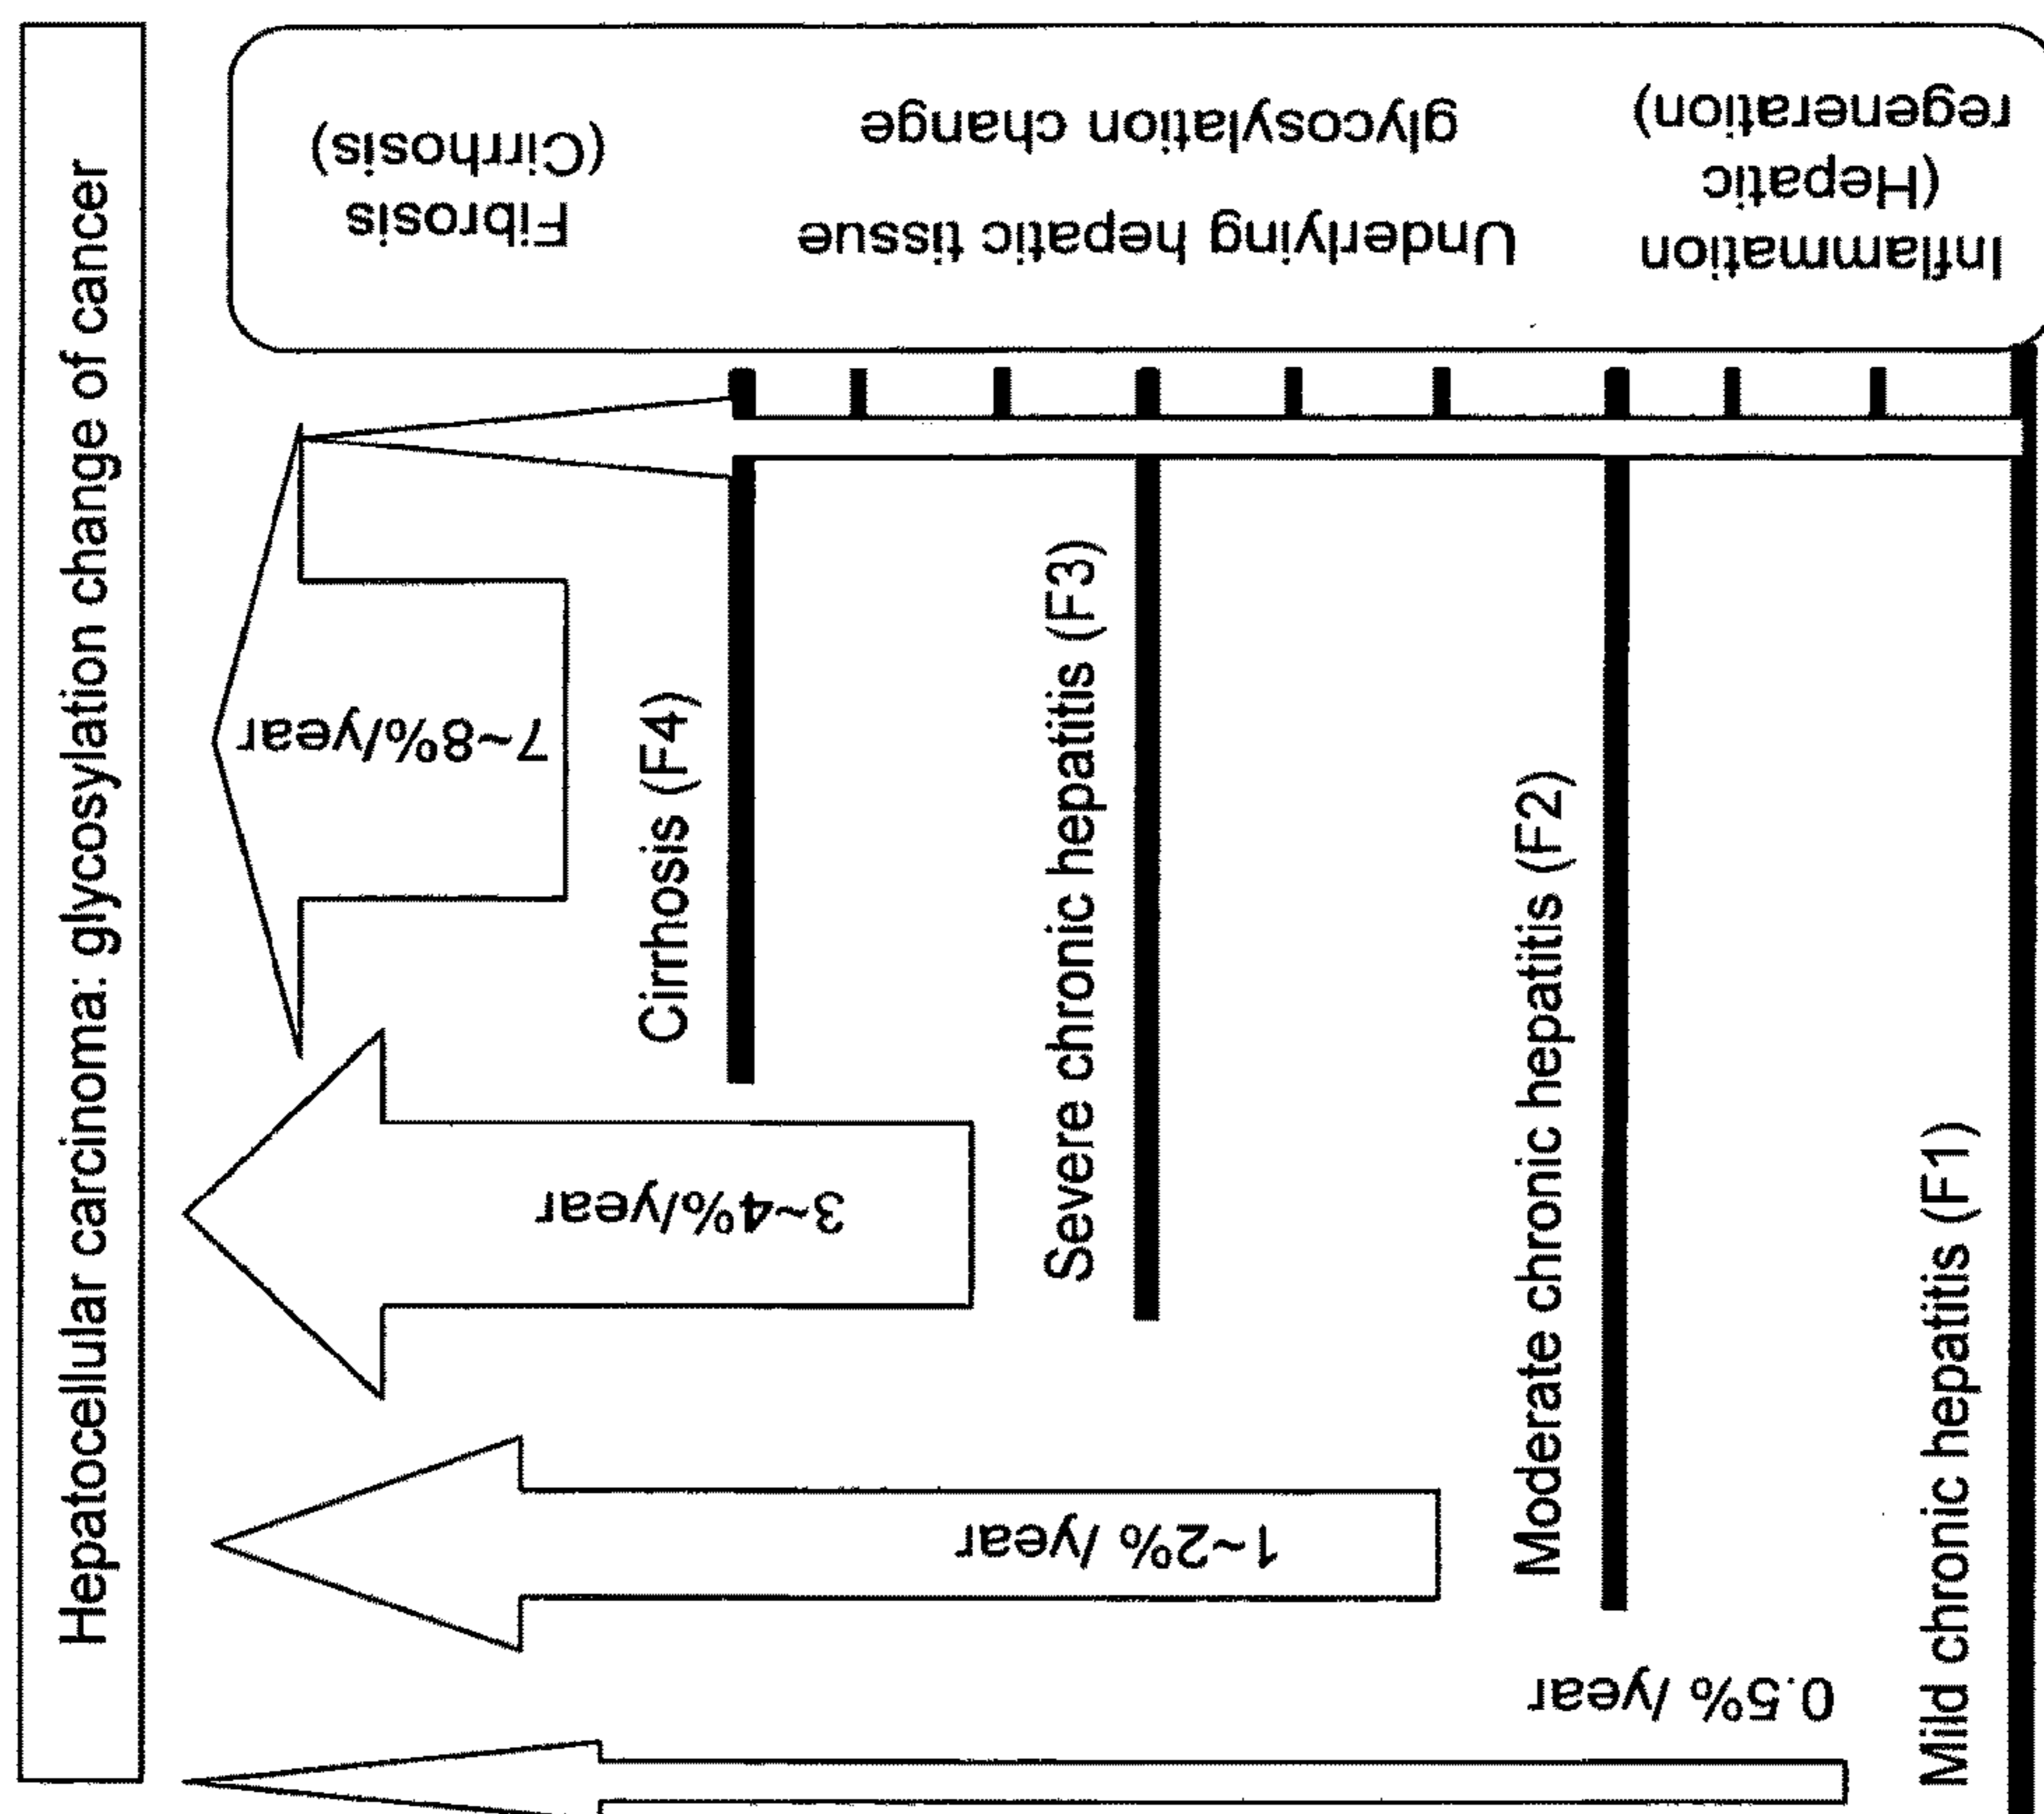 Hepatocellular carcinoma: glycosylation change of cancer
Fibrosis
(Cirrhosis)
Underlying hepatic tissue
glycosylation change
Inflammation
(Hepatic
regeneration)
7~8%/year
Cirrhosis (F4)
3~4%/year
Severe chronic hepatitis (F3)
1~2% /year
Moderate chronic hepatitis (F2)
0.5% /year
Mild chronic hepatitis (F1)